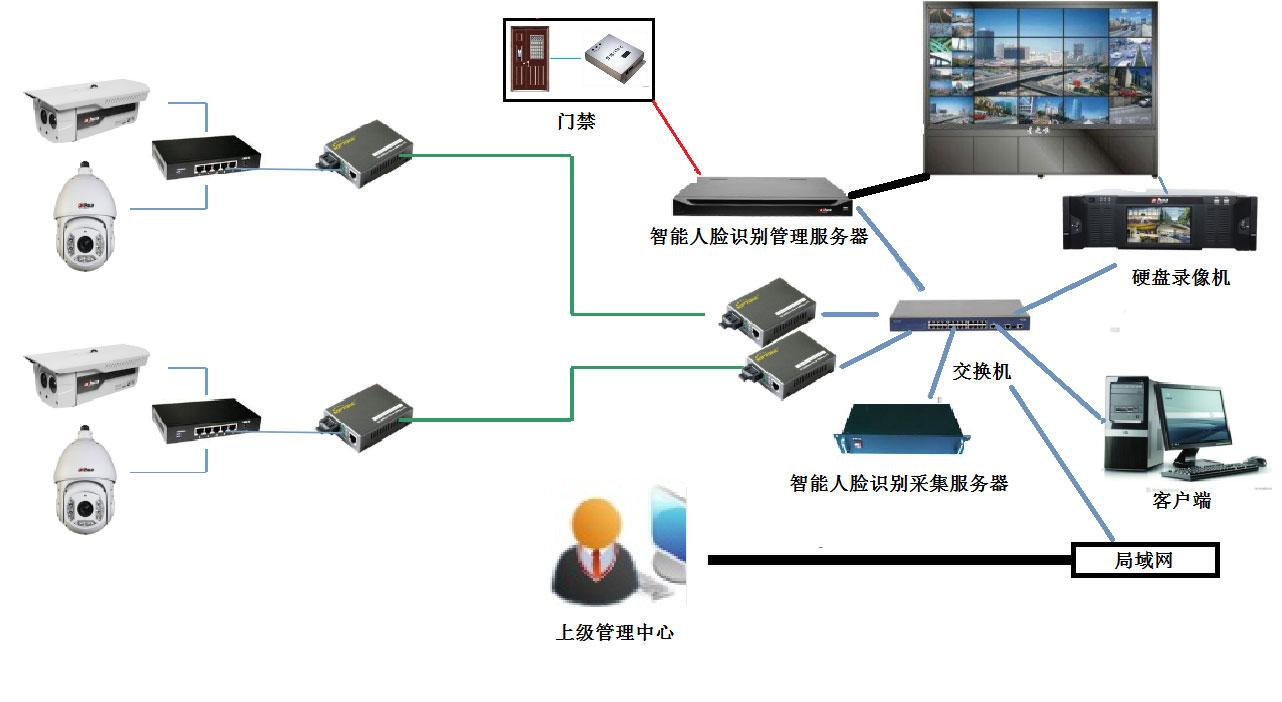 门禁
智能人脸识别管理服务器
硬盘录像机
交换机
智能人脸识别采集服务器
客户端
局域网
上级管理中心